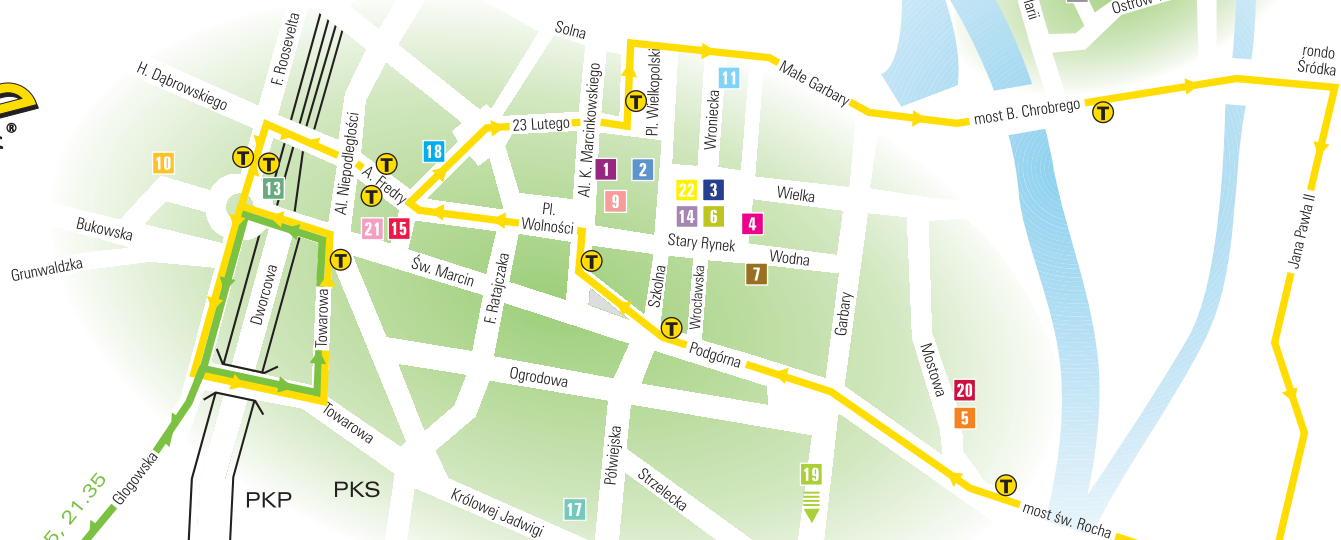 Solna
F. Roosevelta
H. Dąbrowskiego
Al. Niepodległości
A. Fredry
23 Lutego
Al. K. Marcinkowskiego
Pl. Wielkopolski
Wroniecka
Małe Garbary
most B. Chrobrego
rondo
Śródka
Jana Pawła II
®
10
13
18
21
15
1
2
9
11
22
3
14
6
4
7
Wielka
Pl.
Wolności
Stary Rynek
Wodna
Bukowska
Grunwaldzka
Dworcowa
Towarowa
Św. Marcin
F. Ratajczaka
Szkolna
Wrocławska
Garbary
Podgórna
Mostowa
20
5
Ogrodowa
Towarowa
Głogowska
21.35
PKP
PKS
Królowej Jadwigi
Półwiejska
Strzelecka
17
19
most św. Rocha
T
T
T
T
T
T
T
T
T
T